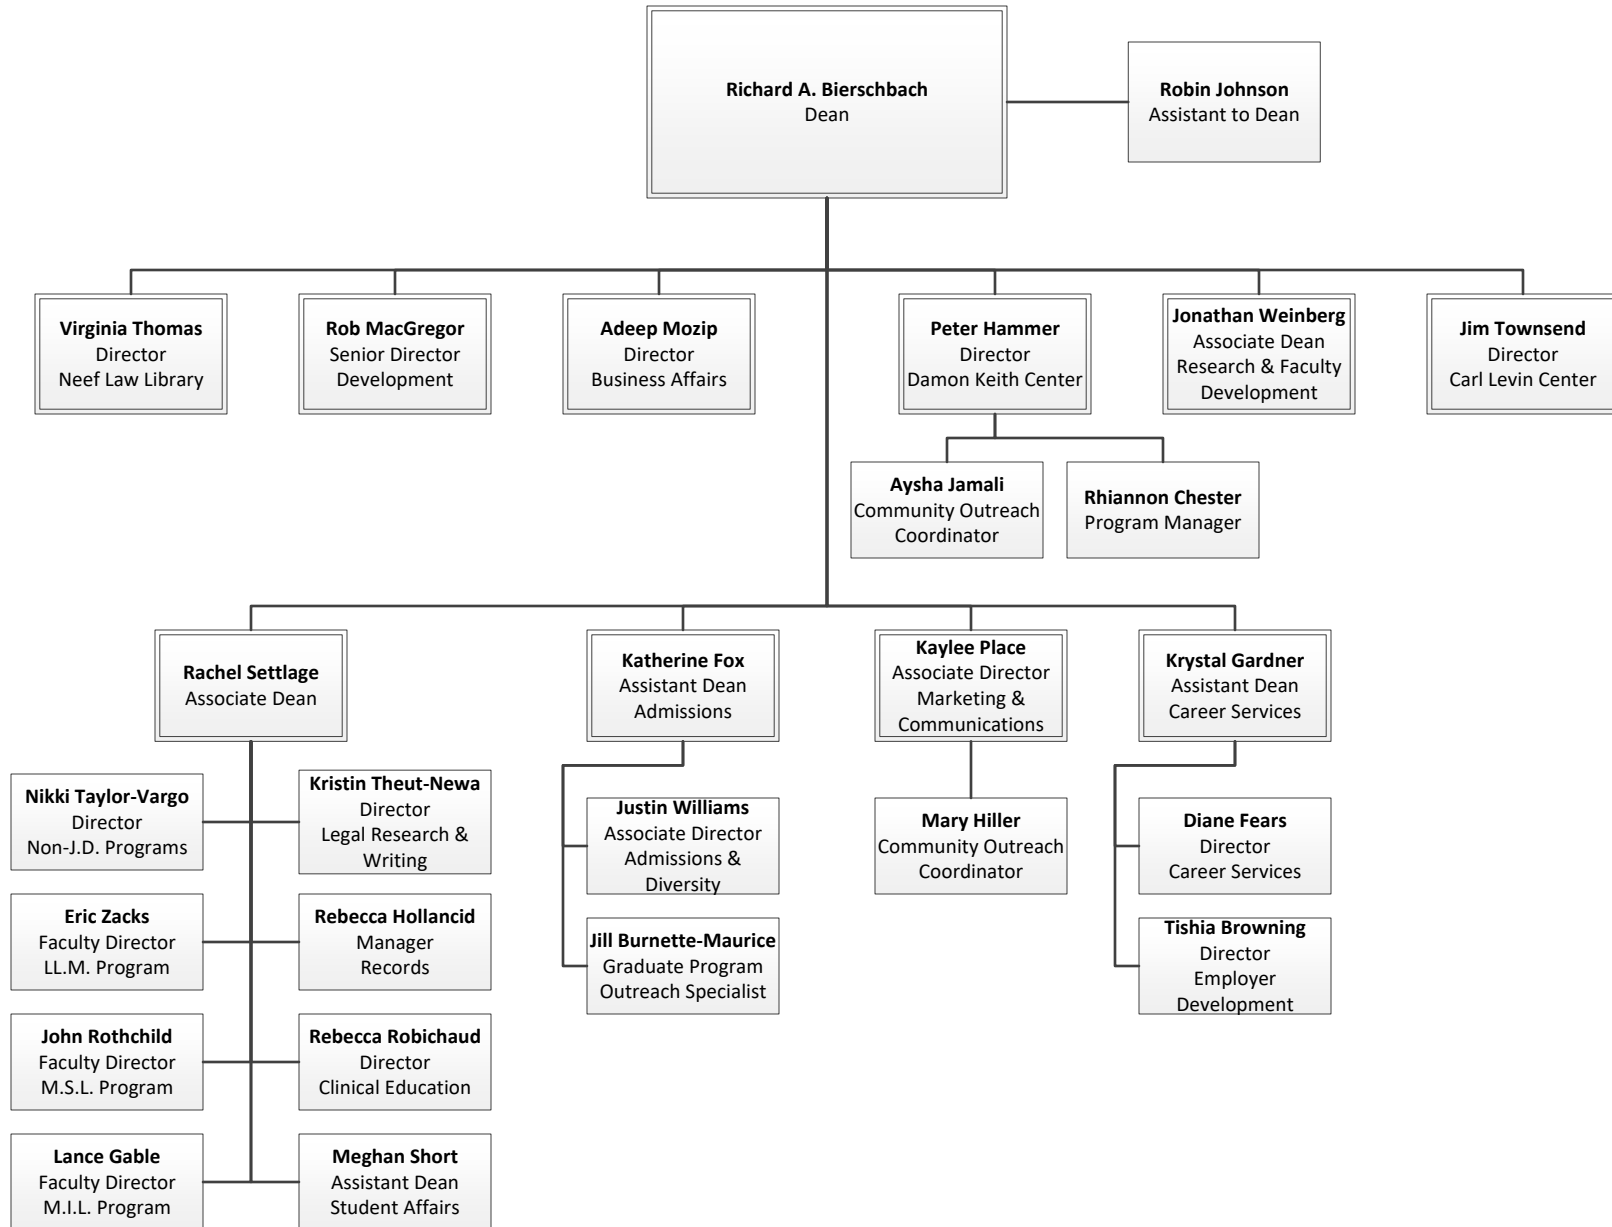 Richard A. Bierschbach
Dean
Robin Johnson
Assistant to Dean
Virginia Thomas
Director
Neef Law Library
Rob MacGregor
Senior Director
Development
Adeep Mozip
Director
Business Affairs
Peter Hammer
Director
Damon Keith Center
Jonathan Weinberg
Associate Dean
Research & Faculty
Development
Jim Townsend
Director
Carl Levin Center
Aysha Jamali
Community Outreach
Coordinator
Rhiannon Chester
Program Manager
Rachel Settlage
Associate Dean
Katherine Fox
Assistant Dean
Admissions
Kaylee Place
Associate Director
Marketing &
Communications
Krystal Gardner
Assistant Dean
Career Services
Nikki Taylor-Vargo
Director
Non-J.D. Programs
Kristin Theut-Newa
Director
Legal Research &
Writing
Justin Williams
Associate Director
Admissions &
Diversity
Mary Hiller
Community Outreach
Coordinator
Diane Fears
Director
Career Services
Eric Zacks
Faculty Director
LL.M. Program
Rebecca Hollancid
Manager
Records
Jill Burnette-Maurice
Graduate Program
Outreach Specialist
Tishia Browning
Director
Employer
Development
John Rothchild
Faculty Director
M.S.L. Program
Rebecca Robichaud
Director
Clinical Education
Lance Gable
Faculty Director
M.I.L. Program
Meghan Short
Assistant Dean
Student Affairs